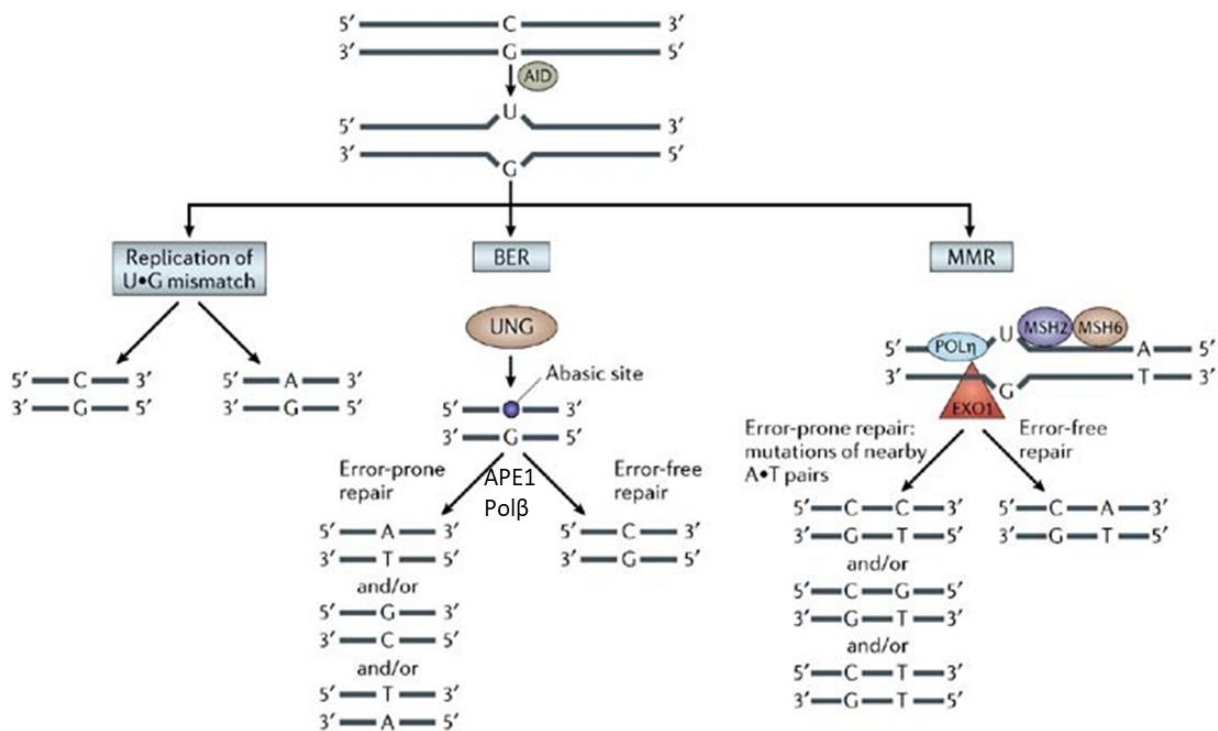 5′ C 3′
3′ G 5′
AID
U
5′ 3′
3′ 5′
G
Replication of
U•G mismatch
BER
MMR
5′ C 3′
3′ G 5′
5′ A 3′
3′ G 5′
UNG
Abasic site
5′ 3′
3′ G 5′
Error-prone
repair
APE1
Polβ
Error-free
repair
5′ A 3′
3′ T 5′
and/or
5′ G 3′
3′ C 5′
and/or
5′ T 3′
3′ A 5′
5′ C 3′
3′ G 5′
U MSH2 MSH6
5′ POLη A 5′
3′ G T 3′
EXO1
Error-prone repair:
mutations of nearby
A•T pairs
Error-free
repair
5′ C C 3′
3′ G T 5′
and/or
5′ C G 5′
3′ G T 3′
and/or
5′ C T 3′
3′ G T 5′
5′ C A 3′
3′ G T 5′